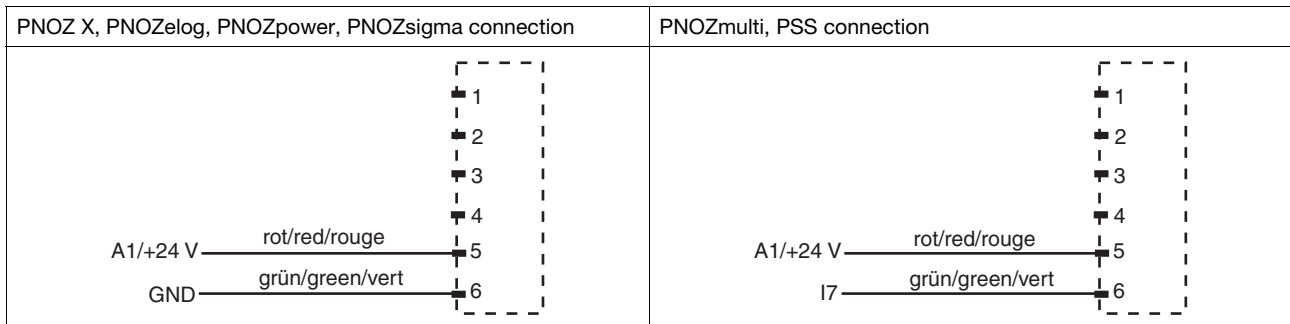 PNOZ X, PNOZelog, PNOZpower, PNOZsigma connection
1
2
3
4
A1/+24 V rot/red/rouge 5
GND grün/green/vert 6
PNOZmulti, PSS connection
1
2
3
4
A1/+24 V rot/red/rouge 5
I7 grün/green/vert 6